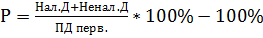 Р = (Нал.Д+Ненал.Д)/(ПД перв.) * 100% − 100%